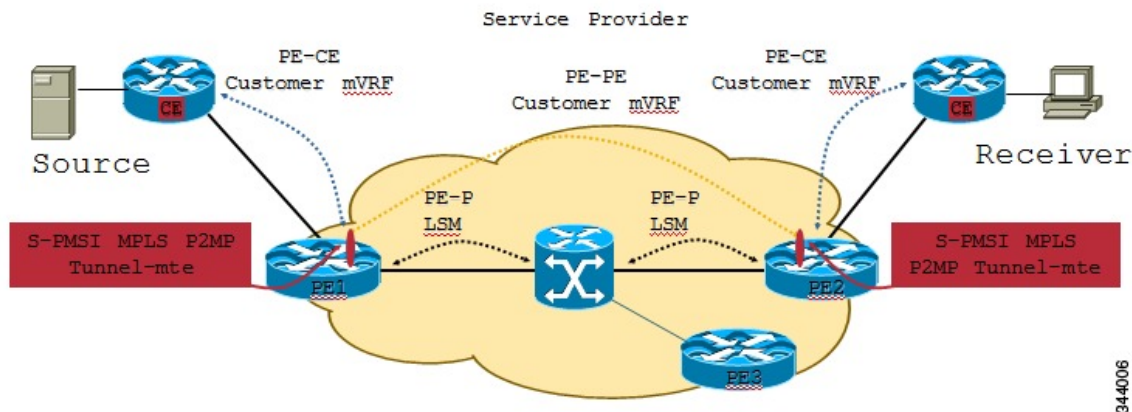 Service Provider
PE-CE
Customer mVRF
PE-PE
Customer mVRF
PE-CE
Customer mVRF
CE
CE
Source
Receiver
PE-P
LSM
PE-P
LSM
S-PMSI MPLS P2MP
Tunnel-mte
S-PMSI MPLS
P2MP Tunnel-mte
PE1
PE2
PE3
344006